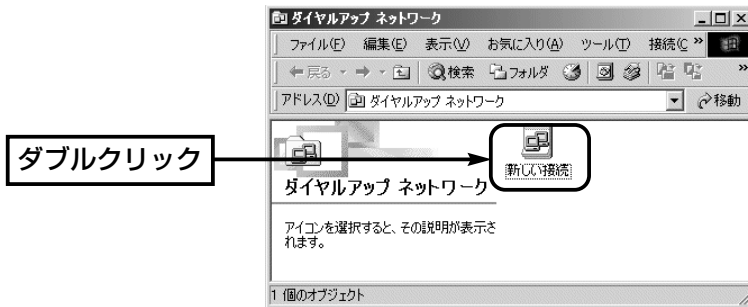 ダイヤルアップ ネットワーク
ファイル(F) 編集(E) 表示(V) お気に入り(A) ツール(T) 接続(C »
戻る 検索 フォルダ »
アドレス(D) ダイヤルアップ ネットワーク 移動
ダブルクリック
新しい接続
ダイヤルアップ ネットワーク
アイコンを選択すると、その説明が表示さ
れます。
1 個のオブジェクト